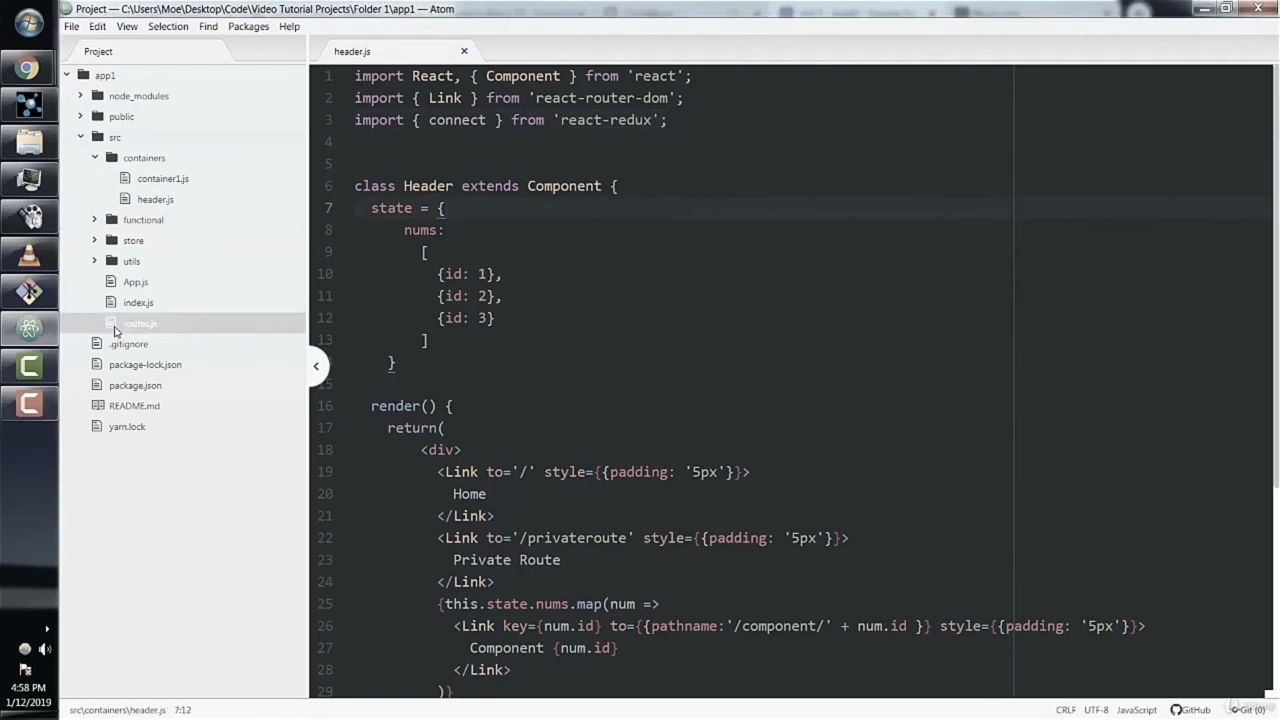 Project — C:\Users\Moe\Desktop\Code\Video Tutorial Projects\Folder 1\app1 — Atom
File Edit View Selection Find Packages Help
Project
app1
node_modules
public
src
containers
container1.js
header.js
functional
store
utils
App.js
index.js
routes.js
.gitignore
package-lock.json
package.json
README.md
yarn.lock
header.js
1 import React, { Component } from 'react';
2 import { Link } from 'react-router-dom';
3 import { connect } from 'react-redux';
4
5
6 class Header extends Component {
7 state = {
8 nums:
9 [
10 {id: 1},
11 {id: 2},
12 {id: 3}
13 ]
}
15
16 render() {
17 return(
18 <div>
19 <Link to='/' style={{padding: '5px'}}>
20 Home
21 </Link>
22 <Link to='/privateroute' style={{padding: '5px'}}>
23 Private Route
24 </Link>
25 {this.state.nums.map(num =>
26 <Link key={num.id} to={{pathname:'/component/' + num.id }} style={{padding: '5px'}}>
27 Component {num.id}
28 </Link>
29 )}
4:58 PM
1/12/2019
src\containers\header.js 7:12
CRLF UTF-8 JavaScript GitHub Git (0)